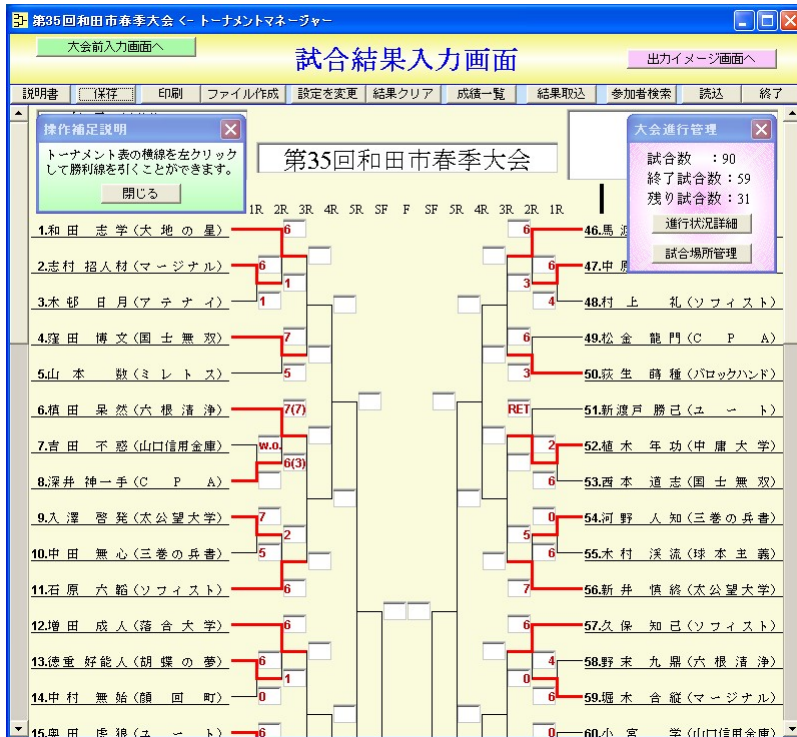 第35回和田市春季大会 <- トーナメントマネージャー
大会前入力画面へ
試合結果入力画面
出力イメージ画面へ
説明書 保存 印刷 ファイル作成 設定を変更 結果クリア 成績一覧 結果取込 参加者検索 読込 終了
操作補足説明
トーナメント表の横線を左クリック
して勝利線を引くことができます。
閉じる
第35回和田市春季大会
大会進行管理
試合数 :90
終了試合数:59
残り試合数:31
進行状況詳細
試合場所管理
1R 2R 3R 4R 5R SF F SF 5R 4R 3R 2R 1R
1.和田 志学(大地の星) 6
2.志村 招人材(マージナル) 6
1
3.木邨 日月(アテナイ) 1
4.窪田 博文(国士無双) 7
5.山本 数(ミレトス) 5
6.槙田 杲然(六根清浄) 7(7)
7.吉田 不惑(山口信用金庫) w.o.
6(3)
8.深井 神一手(CPA)
9.入澤 啓発(太公望大学) 7
2
10.中田 無心(三巻の兵書) 5
11.石原 六韜(ソフィスト) 6
12.増田 成人(落合大学) 6
13.徳重 好能人(胡蝶の夢) 6
1
14.中村 無始(顔回町) 0
15.奥田 虎狼(ユート) 6
6 46.馬
6 47.中
3
4 48.村上 礼(ソフィスト)
6 49.松金 龍門(CPA)
3 50.荻生 蒔種(バロックハンド)
RET 51.新渡戸 勝己(ユート)
2 52.植木 年功(中庸大学)
6 53.西本 道志(国士無双)
0 54.河野 人知(三巻の兵書)
5
6 55.木村 渓流(球本主義)
7 56.新井 慎終(太公望大学)
6 57.久保 知己(ソフィスト)
4 58.野末 九鼎(六根清浄)
0
6 59.堀木 合縦(マージナル)
0 60.小宮 学(山口信用金庫)